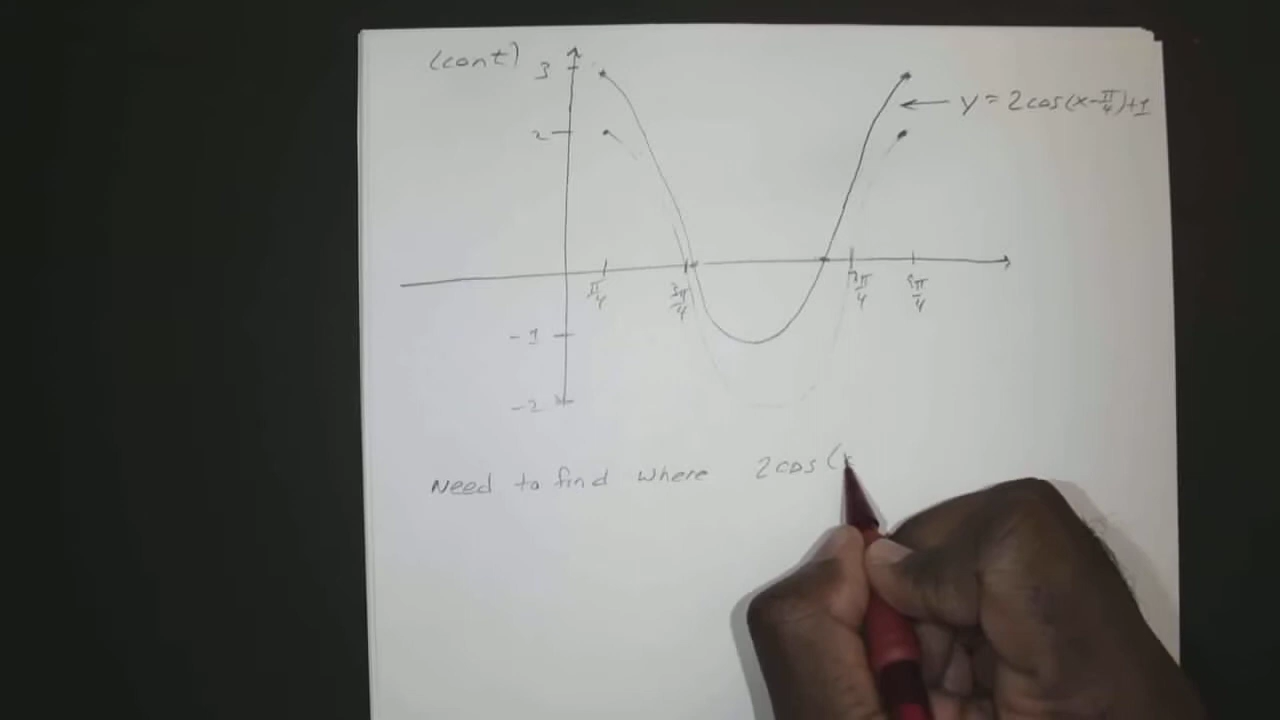 (cont)
3
y = 2cos(x-π/4)+1
2
π/4 3π/4 7π/4 9π/4
-1
-2
Need to find where 2cos(x